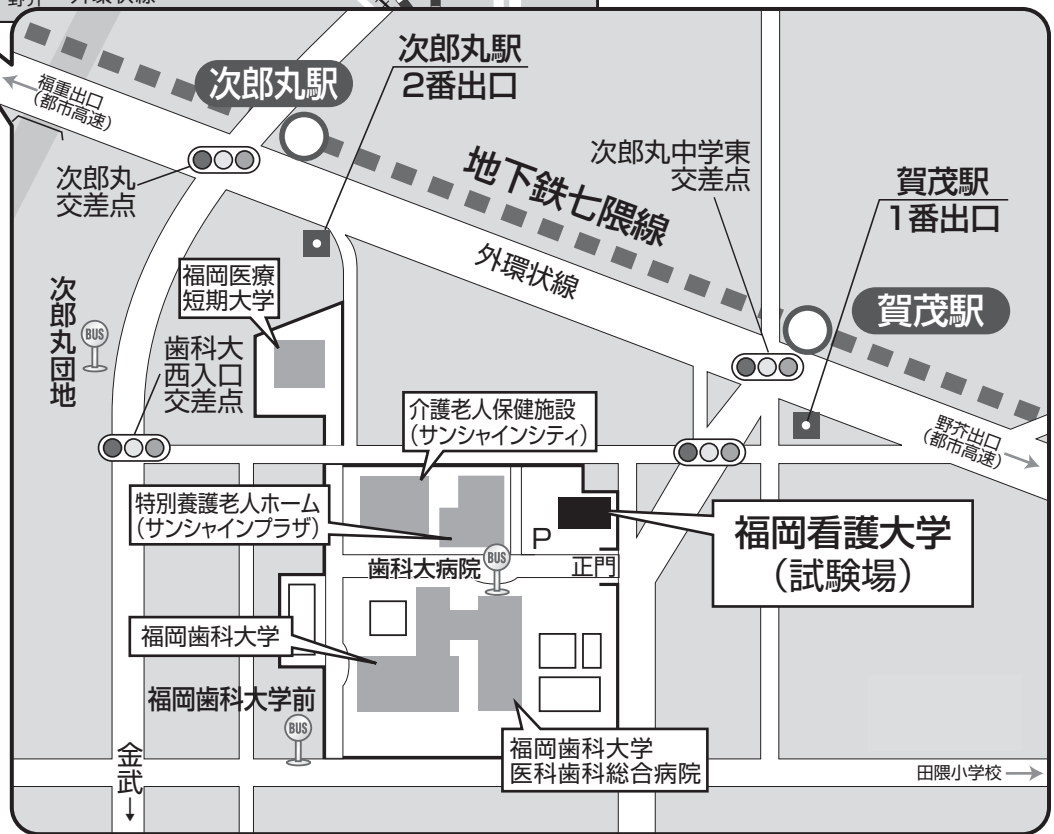 野芥
外環状線
福重出口
(都市高速)
次郎丸駅
次郎丸駅
2番出口
次郎丸
交差点
地下鉄七隈線
次郎丸中学東
交差点
賀茂駅
1番出口
外環状線
賀茂駅
福岡医療
短期大学
次郎丸団地
BUS
歯科大
西入口
交差点
介護老人保健施設
(サンシャインシティ)
野芥出口
(都市高速)
特別養護老人ホーム
(サンシャインプラザ)
P
福岡看護大学
(試験場)
歯科大病院
BUS
正門
福岡歯科大学
福岡歯科大学前
BUS
金武
福岡歯科大学
医科歯科総合病院
田隈小学校